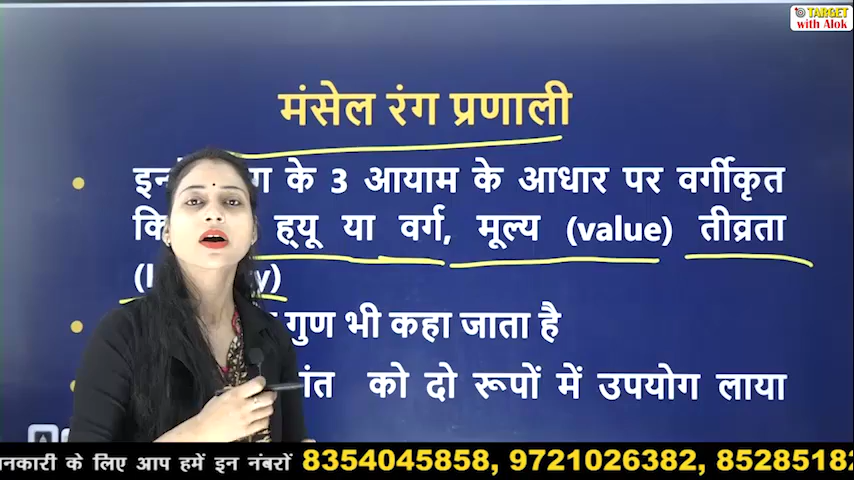 TARGET
with Alok
मंसेल रंग प्रणाली
के 3 आयाम के आधार पर वर्गीकृत
ह्यू या वर्ग, मूल्य (value) तीव्रता
गुण भी कहा जाता है
को दो रूपों में उपयोग लाया
के लिए आप हमें इन नंबरों 8354045858, 9721026382,